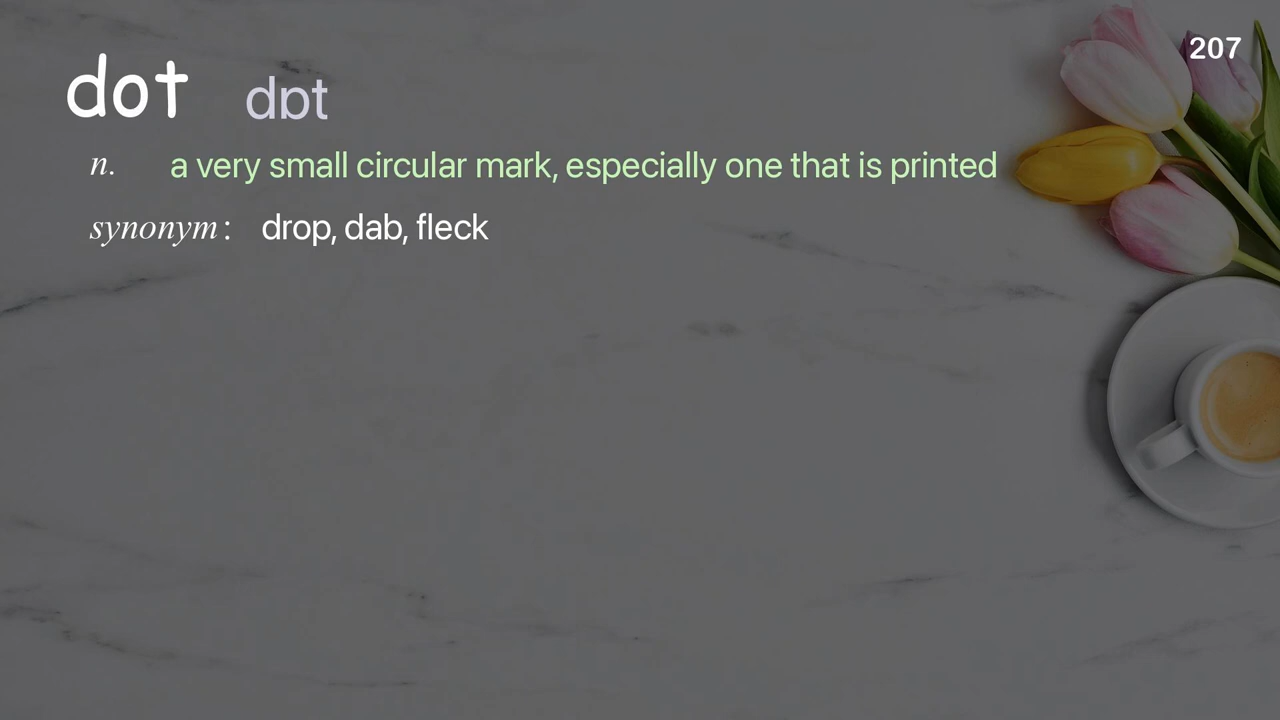 207
dot dɒt
n. a very small circular mark, especially one that is printed
synonym: drop, dab, fleck